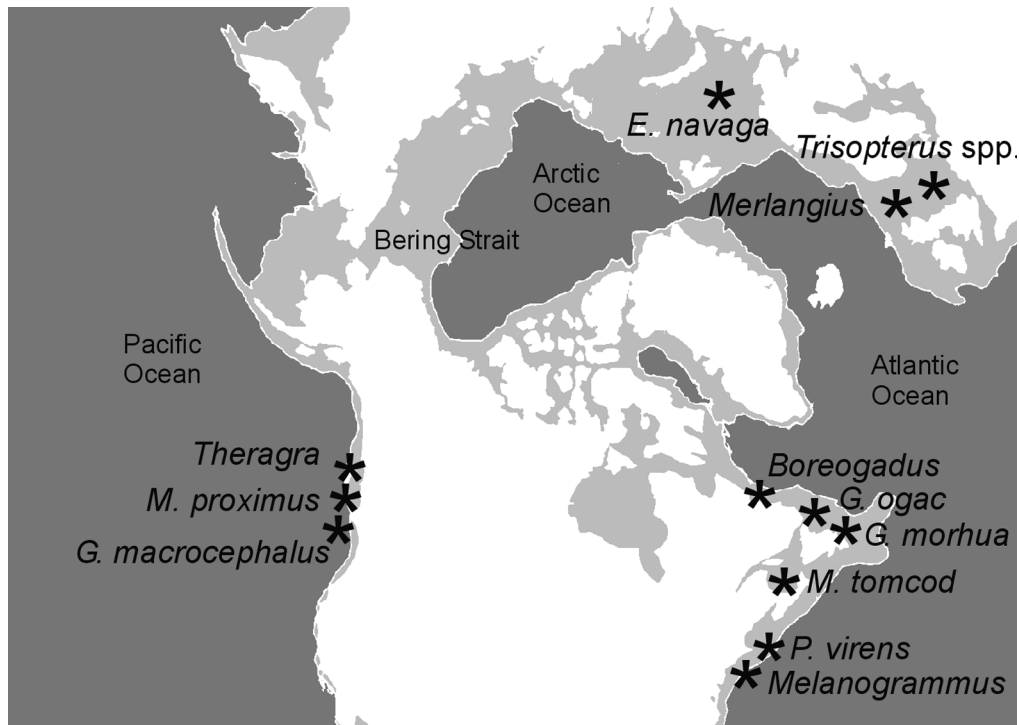 E. navaga
Trisopterus spp.
Arctic
Ocean
Merlangius
Bering Strait
Pacific
Ocean
Atlantic
Ocean
Theragra
M. proximus
G. macrocephalus
Boreogadus
G. ogac
G. morhua
M. tomcod
P. virens
Melanogrammus